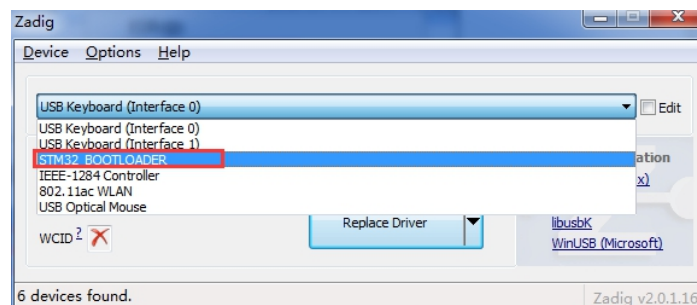 Zadig
Device Options Help
USB Keyboard (Interface 0)
Edit
USB Keyboard (Interface 0)
USB Keyboard (Interface 1)
STM32 BOOTLOADER
IEEE-1284 Controller
802.11ac WLAN
USB Optical Mouse
ation
x)
WCID ?
Replace Driver
libusbK
WinUSB (Microsoft)
6 devices found.
Zadig v2.0.1.16